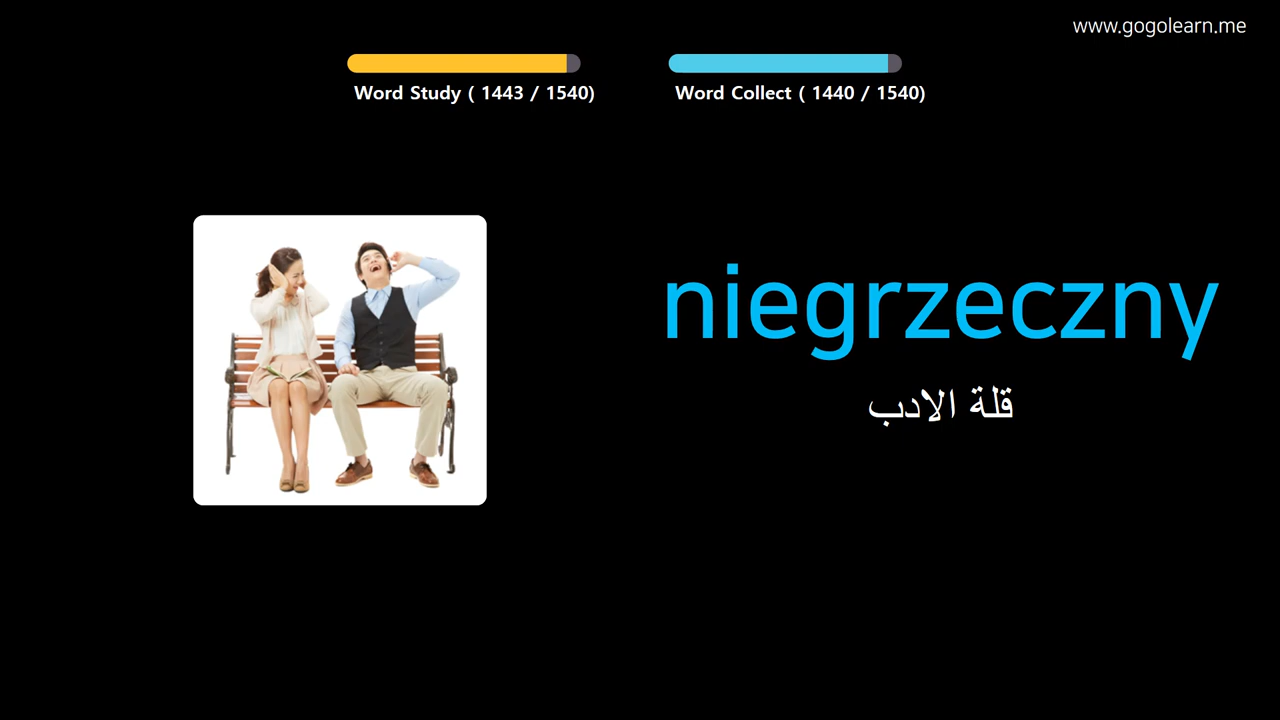 www.gogolearn.me
Word Study ( 1443 / 1540)
Word Collect ( 1440 / 1540)
niegrzeczny
قلة الادب